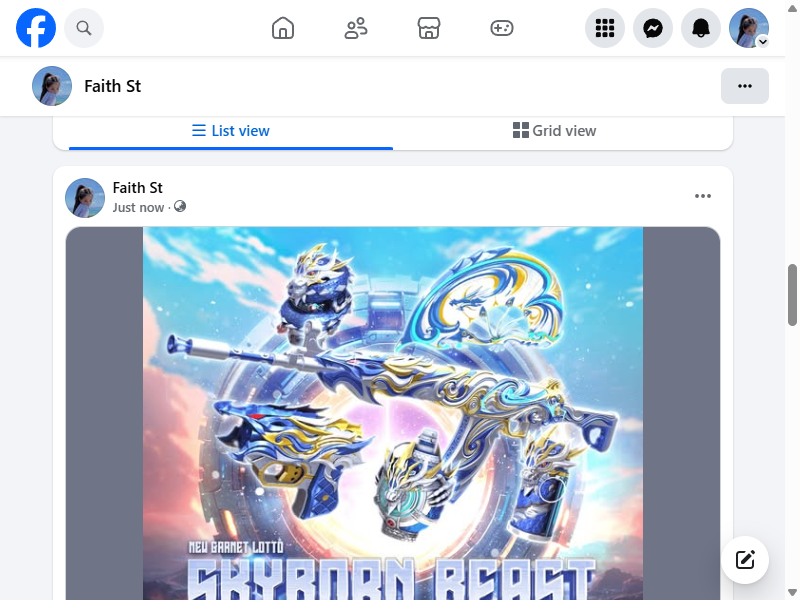 Faith St
List view
Grid view
Faith St
Just now ·
NEW GARNET LOTTO
SKYBORN BEAST